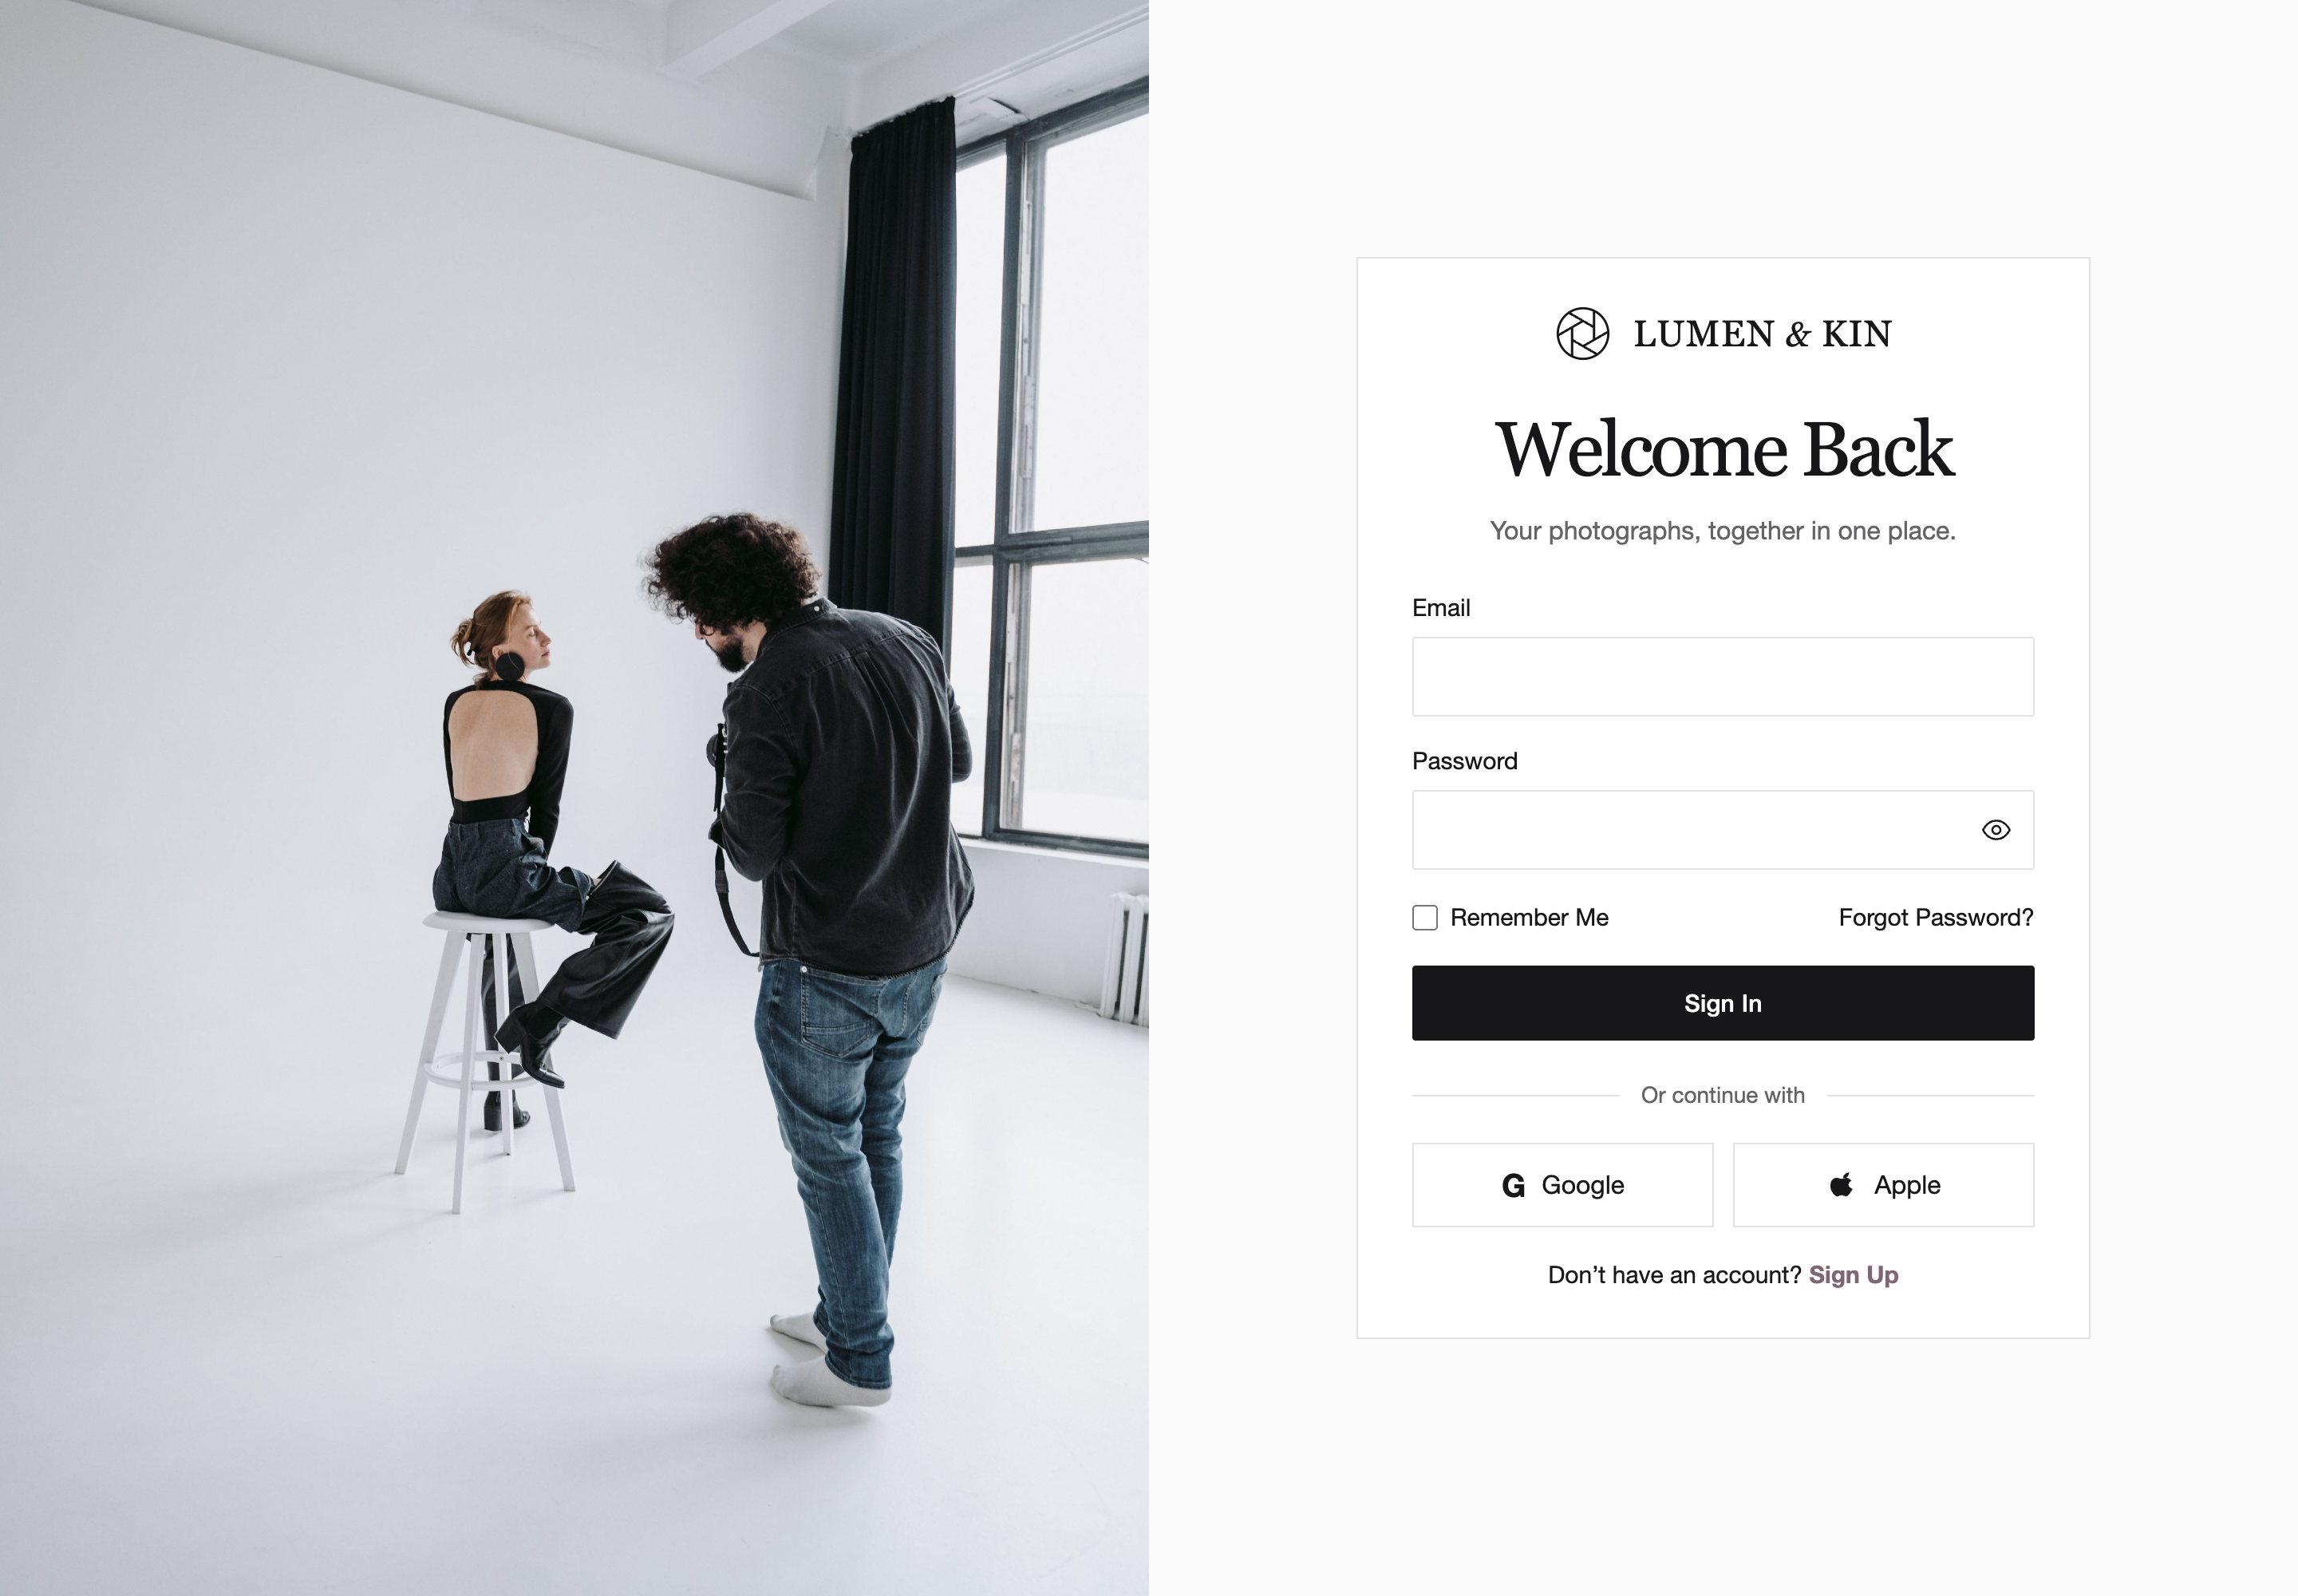 LUMEN & KIN
Welcome Back
Your photographs, together in one place.
Email
Password
Remember Me
Forgot Password?
Sign In
Or continue with
G Google
Apple
Don’t have an account? Sign Up